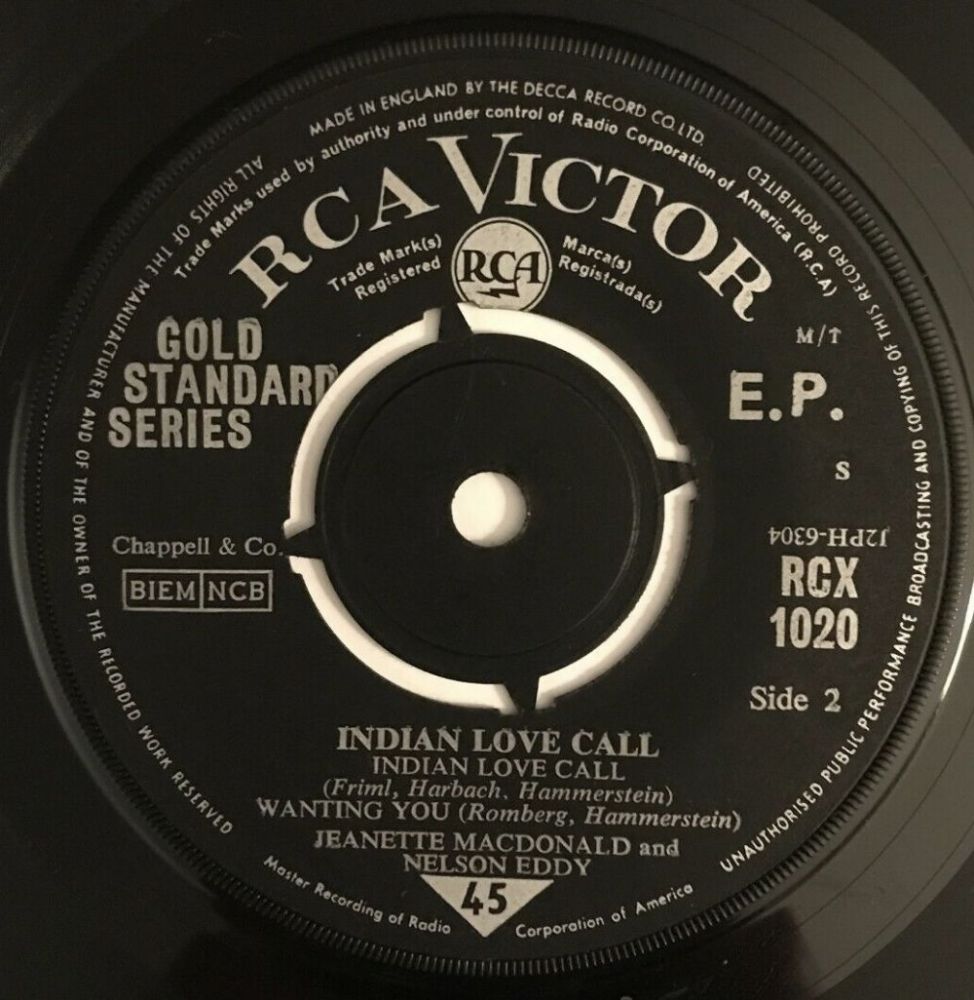 MADE IN ENGLAND BY THE DECCA RECORD CO. LTD.
ALL RIGHTS OF THE MANUFACTURER AND OF THE OWNER OF THE RECORDED WORK RESERVED
UNAUTHORISED PUBLIC PERFORMANCE BROADCASTING AND COPYING OF THIS RECORD PROHIBITED
Trade Marks used by authority and under control of Radio Corporation of America (R.C.A)
RCA VICTOR
Trade Mark(s)
Registered
RCA
Marca(s)
Registrada(s)
GOLD
STANDARD
SERIES
M/T
E.P.
S
Chappell & Co.
BIEM NCB
J2PH-6304
RCX
1020
Side 2
INDIAN LOVE CALL
INDIAN LOVE CALL
(Friml, Harbach, Hammerstein)
WANTING YOU (Romberg, Hammerstein)
JEANETTE MACDONALD and
NELSON EDDY
45
Master Recording of Radio Corporation of America